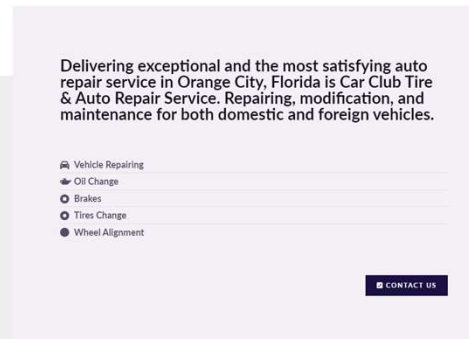 Delivering exceptional and the most satisfying auto
repair service in Orange City, Florida is Car Club Tire
& Auto Repair Service. Repairing, modification, and
maintenance for both domestic and foreign vehicles.
Vehicle Repairing
Oil Change
Brakes
Tires Change
Wheel Alignment
CONTACT US